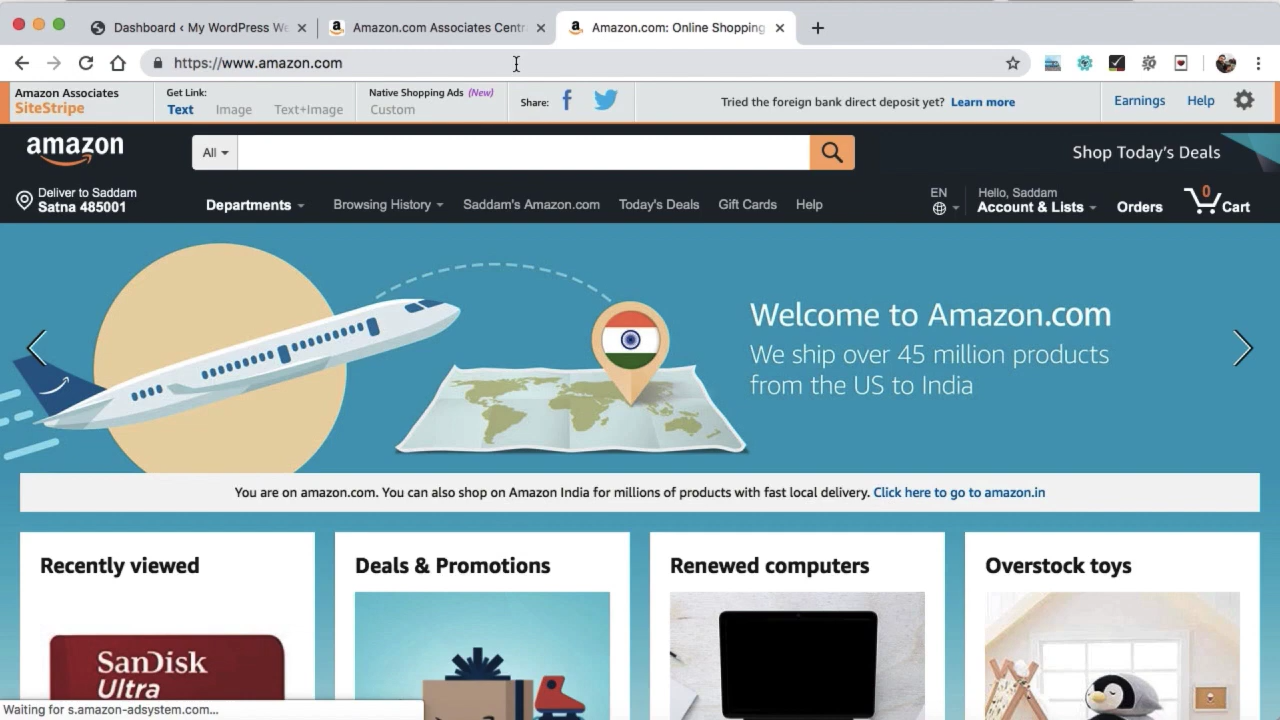 Dashboard ‹ My WordPress We
Amazon.com Associates Centr
Amazon.com: Online Shopping
https://www.amazon.com
Amazon Associates
SiteStripe
Get Link:
Text Image Text+Image
Native Shopping Ads (New)
Custom
Share:
Tried the foreign bank direct deposit yet? Learn more
Earnings Help
amazon
All
Shop Today's Deals
Deliver to Saddam
Satna 485001
Departments
Browsing History
Saddam's Amazon.com
Today's Deals
Gift Cards
Help
EN
Hello, Saddam
Account & Lists
Orders
0
Cart
Welcome to Amazon.com
We ship over 45 million products
from the US to India
You are on amazon.com. You can also shop on Amazon India for millions of products with fast local delivery. Click here to go to amazon.in
Recently viewed
Deals & Promotions
Renewed computers
Overstock toys
SanDisk
Ultra
Waiting for s.amazon-adsystem.com...